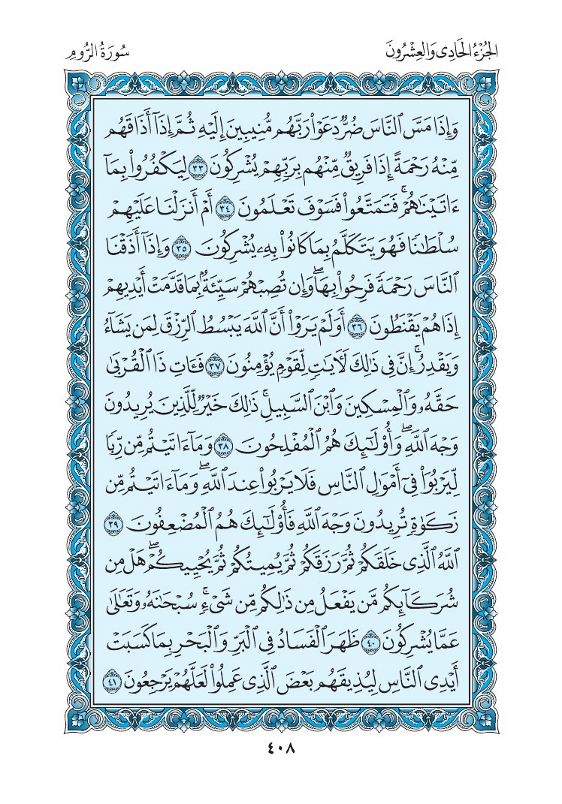 الجُزْءُ الحَادِى وَالعِشْرُونَ
سُورَةُ الرُّومِ
وَإِذَا مَسَّ ٱلنَّاسَ ضُرٌّ دَعَوْا۟ رَبَّهُم مُّنِيبِينَ إِلَيْهِ ثُمَّ إِذَآ أَذَاقَهُم
مِّنْهُ رَحْمَةً إِذَا فَرِيقٌ مِّنْهُم بِرَبِّهِمْ يُشْرِكُونَ ٣٣ لِيَكْفُرُوا۟ بِمَآ
ءَاتَيْنَٰهُمْ ۚ فَتَمَتَّعُوا۟ فَسَوْفَ تَعْلَمُونَ ٣٤ أَمْ أَنزَلْنَا عَلَيْهِمْ
سُلْطَٰنًا فَهُوَ يَتَكَلَّمُ بِمَا كَانُوا۟ بِهِۦ يُشْرِكُونَ ٣٥ وَإِذَآ أَذَقْنَا
ٱلنَّاسَ رَحْمَةً فَرِحُوا۟ بِهَا ۖ وَإِن تُصِبْهُمْ سَيِّئَةٌۢ بِمَا قَدَّمَتْ أَيْدِيهِمْ
إِذَا هُمْ يَقْنَطُونَ ٣٦ أَوَلَمْ يَرَوْا۟ أَنَّ ٱللَّهَ يَبْسُطُ ٱلرِّزْقَ لِمَن يَشَآءُ
وَيَقْدِرُ ۚ إِنَّ فِى ذَٰلِكَ لَءَايَٰتٍ لِّقَوْمٍ يُؤْمِنُونَ ٣٧ فَـَٔاتِ ذَا ٱلْقُرْبَىٰ
حَقَّهُۥ وَٱلْمِسْكِينَ وَٱبْنَ ٱلسَّبِيلِ ۚ ذَٰلِكَ خَيْرٌ لِّلَّذِينَ يُرِيدُونَ
وَجْهَ ٱللَّهِ ۖ وَأُو۟لَٰٓئِكَ هُمُ ٱلْمُفْلِحُونَ ٣٨ وَمَآ ءَاتَيْتُم مِّن رِّبًا
لِّيَرْبُوَا۟ فِىٓ أَمْوَٰلِ ٱلنَّاسِ فَلَا يَرْبُوا۟ عِندَ ٱللَّهِ ۖ وَمَآ ءَاتَيْتُم مِّن
زَكَوٰةٍ تُرِيدُونَ وَجْهَ ٱللَّهِ فَأُو۟لَٰٓئِكَ هُمُ ٱلْمُضْعِفُونَ ٣٩
ٱللَّهُ ٱلَّذِى خَلَقَكُمْ ثُمَّ رَزَقَكُمْ ثُمَّ يُمِيتُكُمْ ثُمَّ يُحْيِيكُمْ ۖ هَلْ مِن
شُرَكَآئِكُم مَّن يَفْعَلُ مِن ذَٰلِكُم مِّن شَىْءٍ ۚ سُبْحَٰنَهُۥ وَتَعَٰلَىٰ
عَمَّا يُشْرِكُونَ ٤٠ ظَهَرَ ٱلْفَسَادُ فِى ٱلْبَرِّ وَٱلْبَحْرِ بِمَا كَسَبَتْ
أَيْدِى ٱلنَّاسِ لِيُذِيقَهُم بَعْضَ ٱلَّذِى عَمِلُوا۟ لَعَلَّهُمْ يَرْجِعُونَ ٤١
٤٠٨